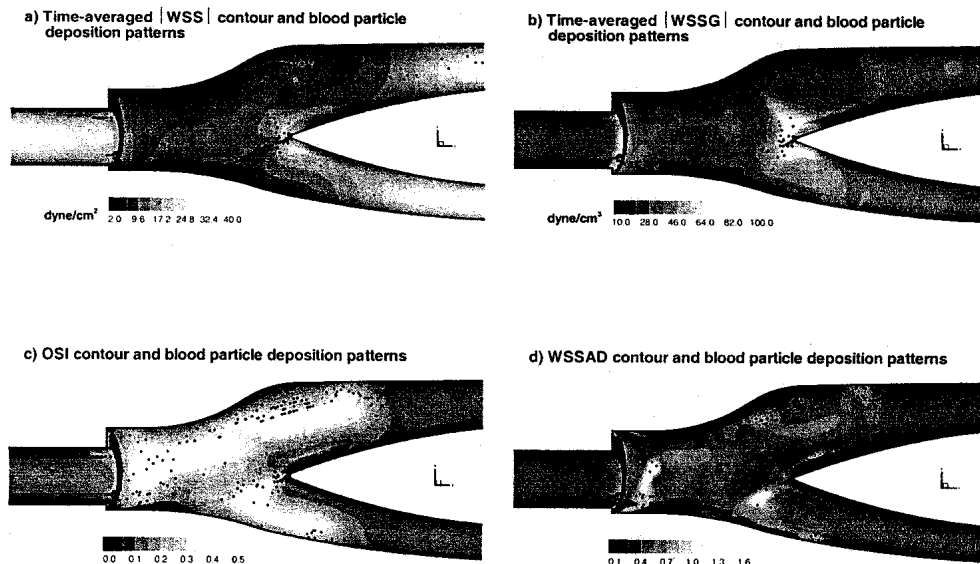 a) Time-averaged |WSS| contour and blood particle
deposition patterns
dyne/cm²
2.0 9.6 17.2 24.8 32.4 40.0
b) Time-averaged |WSSG| contour and blood particle
deposition patterns
dyne/cm³
10.0 28.0 46.0 64.0 82.0 100.0
c) OSI contour and blood particle deposition patterns
0.0 0.1 0.2 0.3 0.4 0.5
d) WSSAD contour and blood particle deposition patterns
0.1 0.4 0.7 1.0 1.3 1.6